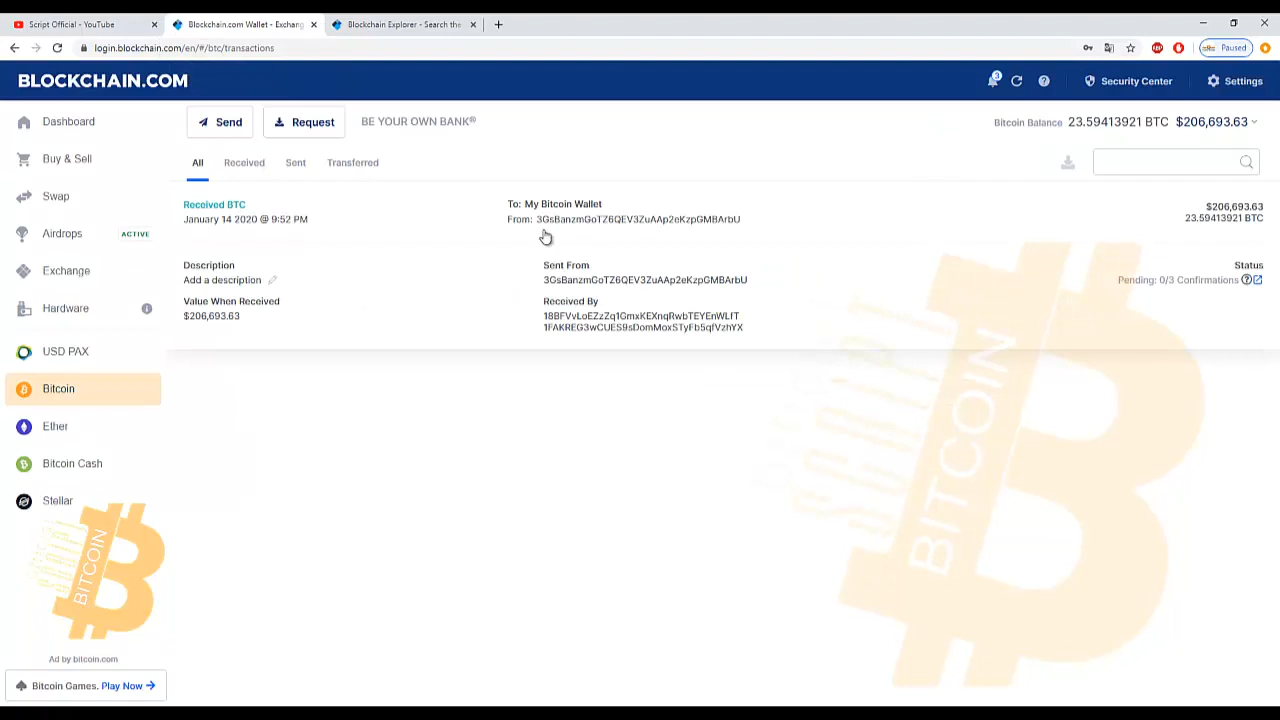 Script Official - YouTube
Blockchain.com Wallet - Exchang
Blockchain Explorer - Search the
login.blockchain.com/en/#/btc/transactions
Paused
BLOCKCHAIN.COM
3
Security Center
Settings
Dashboard
Buy & Sell
Swap
Airdrops ACTIVE
Exchange
Hardware
USD PAX
Bitcoin
Ether
Bitcoin Cash
Stellar
BITCOIN
Ad by bitcoin.com
Bitcoin Games. Play Now →
Send
Request
BE YOUR OWN BANK®
Bitcoin Balance 23.59413921 BTC $206,693.63
All Received Sent Transferred
Received BTC
January 14 2020 @ 9:52 PM
To: My Bitcoin Wallet
From: 3GsBanzmGoTZ6QEV3ZuAAp2eKzpGMBArbU
$206,693.63
23.59413921 BTC
Description
Add a description
Value When Received
$206,693.63
Sent From
3GsBanzmGoTZ6QEV3ZuAAp2eKzpGMBArbU
Received By
18BFVvLoEZzZq1GmxKEXnqRwbTEYEnWLfT
1FAKREG3wCUES9sDomMoxSTyFb5qfVzhYX
Status
Pending: 0/3 Confirmations
BITCOIN